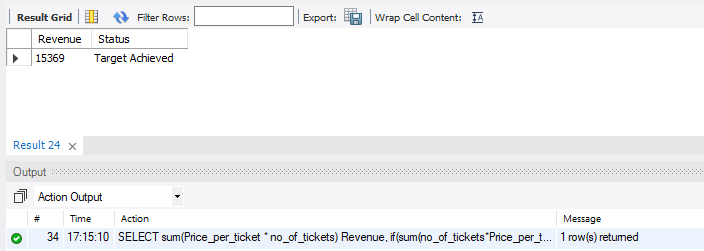 Result Grid Filter Rows: Export: Wrap Cell Content: IA
Revenue Status
15369 Target Achieved
Result 24 ×
Output
Action Output
# Time Action Message
34 17:15:10 SELECT sum(Price_per_ticket * no_of_tickets) Revenue, if(sum(no_of_tickets*Price_per_t... 1 row(s) returned